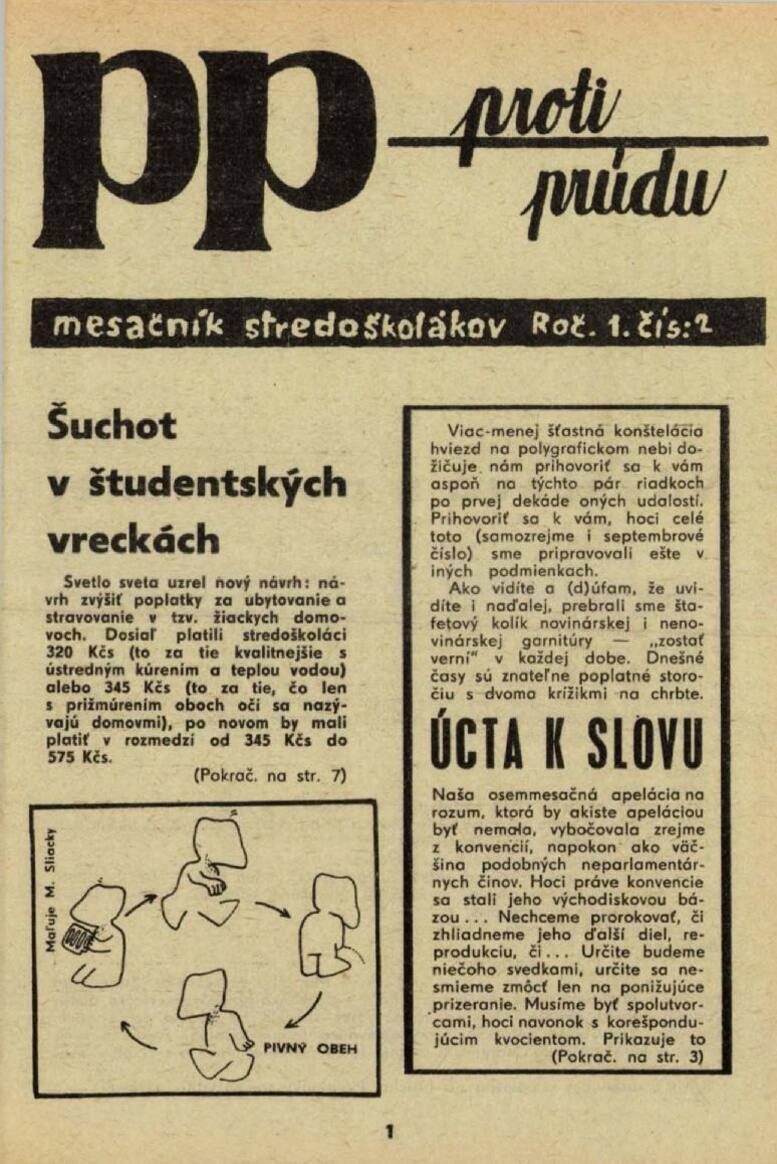 pp
proti
prúdu
mesačník stredoškolákov Roč. 1. čís: 2
Šuchot
v študentských
vreckách
Svetlo sveta uzrel nový návrh: ná-
vrh zvýšiť poplatky za ubytovanie a
stravovanie v tzv. žiackych domo-
voch. Dosiaľ platili stredoškoláci
320 Kčs (to za tie kvalitnejšie s
ústredným kúrením a teplou vodou)
alebo 345 Kčs (to za tie, čo len
s prižmúrením oboch oči sa nazý-
vajú domovmi), po novom by mali
platiť v rozmedzí od 345 Kčs do
575 Kčs.
(Pokrač. na str. 7)
Maľuje M. Sliacky
PIVNÝ OBEH
Viac-menej šťastná konštelácia
hviezd na polygrafickom nebi do-
žičuje nám prihovoriť sa k vám
aspoň na týchto pár riadkoch
po prvej dekáde oných udalostí.
Prihovoriť sa k vám, hoci celé
toto (samozrejme i septembrové
číslo) sme pripravovali ešte v
iných podmienkach.
Ako vidíte a (d)úfam, že uvi-
díte i naďalej, prebrali sme šta-
fetový kolík novinárskej i neno-
vinárskej garnitúry — „zostať
verní" v každej dobe. Dnešné
časy sú znateľne poplatné storo-
čiu s dvoma krížikmi na chrbte.
ÚCTA K SLOVU
Naša osemmesačná apelácia na
rozum, ktorá by akiste apeláciou
byť nemala, vybočovala zrejme
z konvencií, napokon ako väč-
šina podobných neparlamentár-
nych činov. Hoci práve konvencie
sa stali jeho východiskovou bá-
zou ... Nechceme prorokovať, či
zhliadneme jeho ďalší diel, re-
produkciu, či ... Určite budeme
niečoho svedkami, určite sa ne-
smieme zmôcť len na ponižujúce
prizeranie. Musíme byť spolutvor-
cami, hoci navonok s korešpondu-
júcim kvocientom. Prikazuje to
(Pokrač. na str. 3)
1